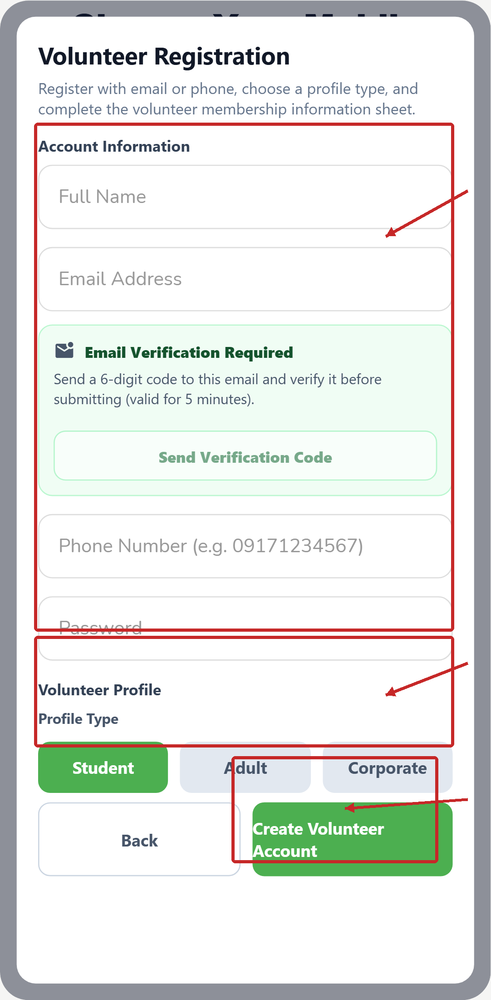 Volunteer Registration
Register with email or phone, choose a profile type, and
complete the volunteer membership information sheet.
Account Information
Full Name
Email Address
Email Verification Required
Send a 6-digit code to this email and verify it before
submitting (valid for 5 minutes).
Send Verification Code
Phone Number (e.g. 09171234567)
Password
Volunteer Profile
Profile Type
Student Adult Corporate
Back
Create Volunteer
Account